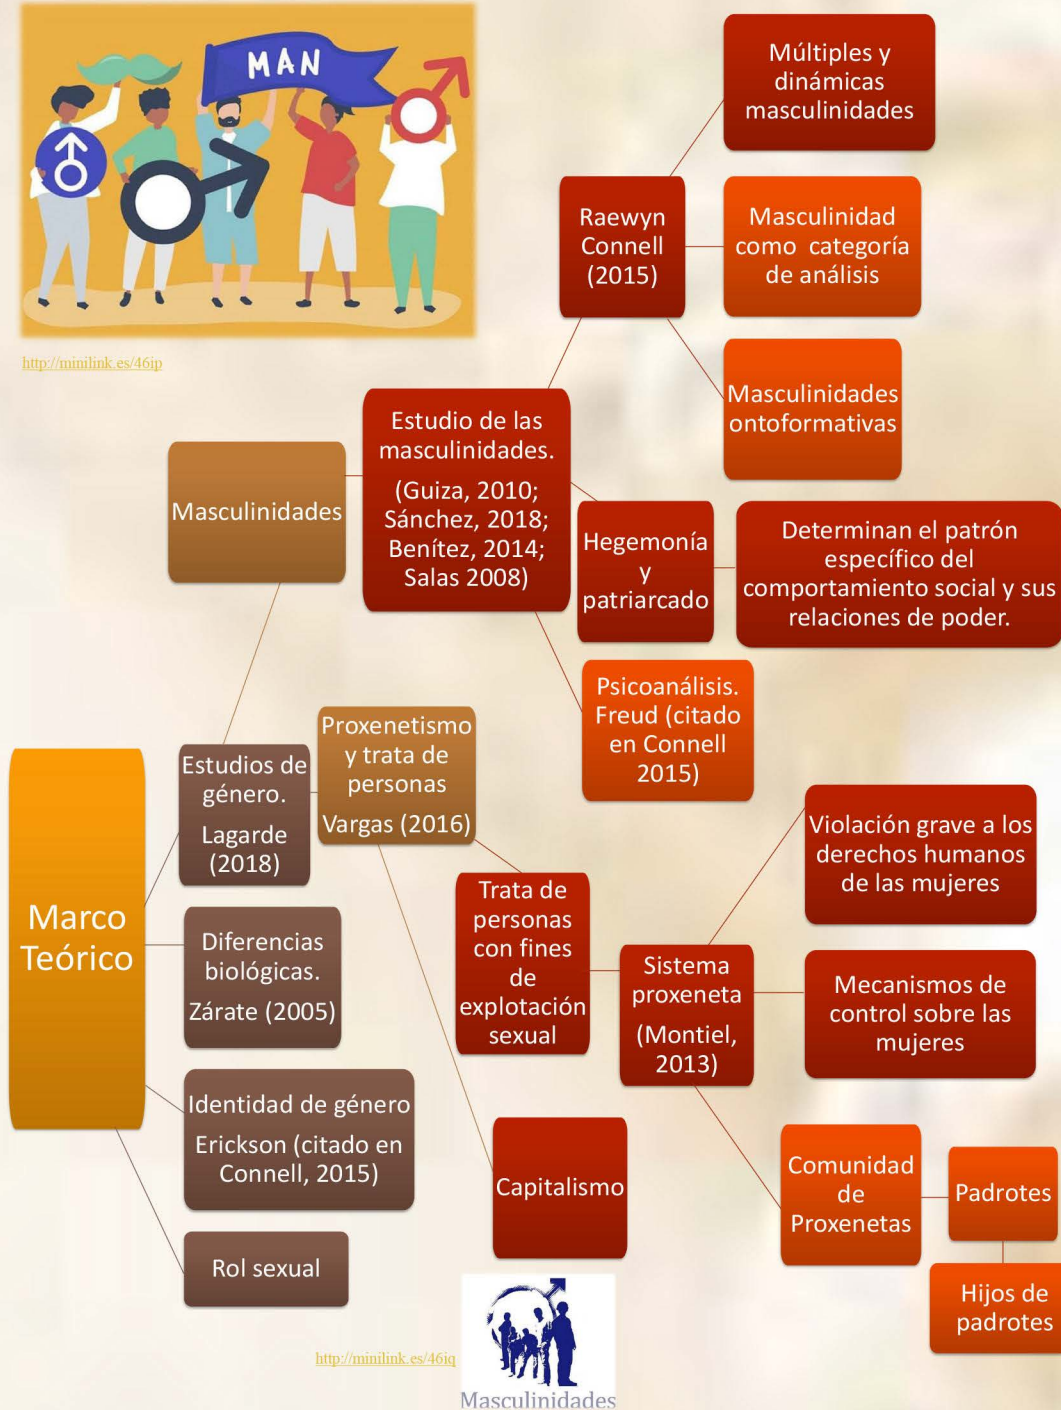 MAN
http://minilink.es/46ip
Múltiples y
dinámicas
masculinidades
Raewyn
Connell
(2015)
Masculinidad
como categoría
de análisis
Masculinidades
ontoformativas
Masculinidades
Estudio de las
masculinidades.
(Guiza, 2010;
Sánchez, 2018;
Benítez, 2014;
Salas 2008)
Hegemonía
y
patriarcado
Determinan el patrón
específico del
comportamiento social y sus
relaciones de poder.
Psicoanálisis.
Freud (citado
en Connell
2015)
Marco
Teórico
Estudios de
género.
Lagarde
(2018)
Proxenetismo
y trata de
personas
Vargas (2016)
Diferencias
biológicas.
Zárate (2005)
Identidad de género
Erickson (citado en
Connell, 2015)
Rol sexual
Trata de
personas
con fines
de
explotación
sexual
Sistema
proxeneta
(Montiel,
2013)
Violación grave a los
derechos humanos
de las mujeres
Mecanismos de
control sobre las
mujeres
Capitalismo
Comunidad
de
Proxenetas
Padrotes
Hijos de
padrotes
http://minilink.es/46iq
Masculinidades